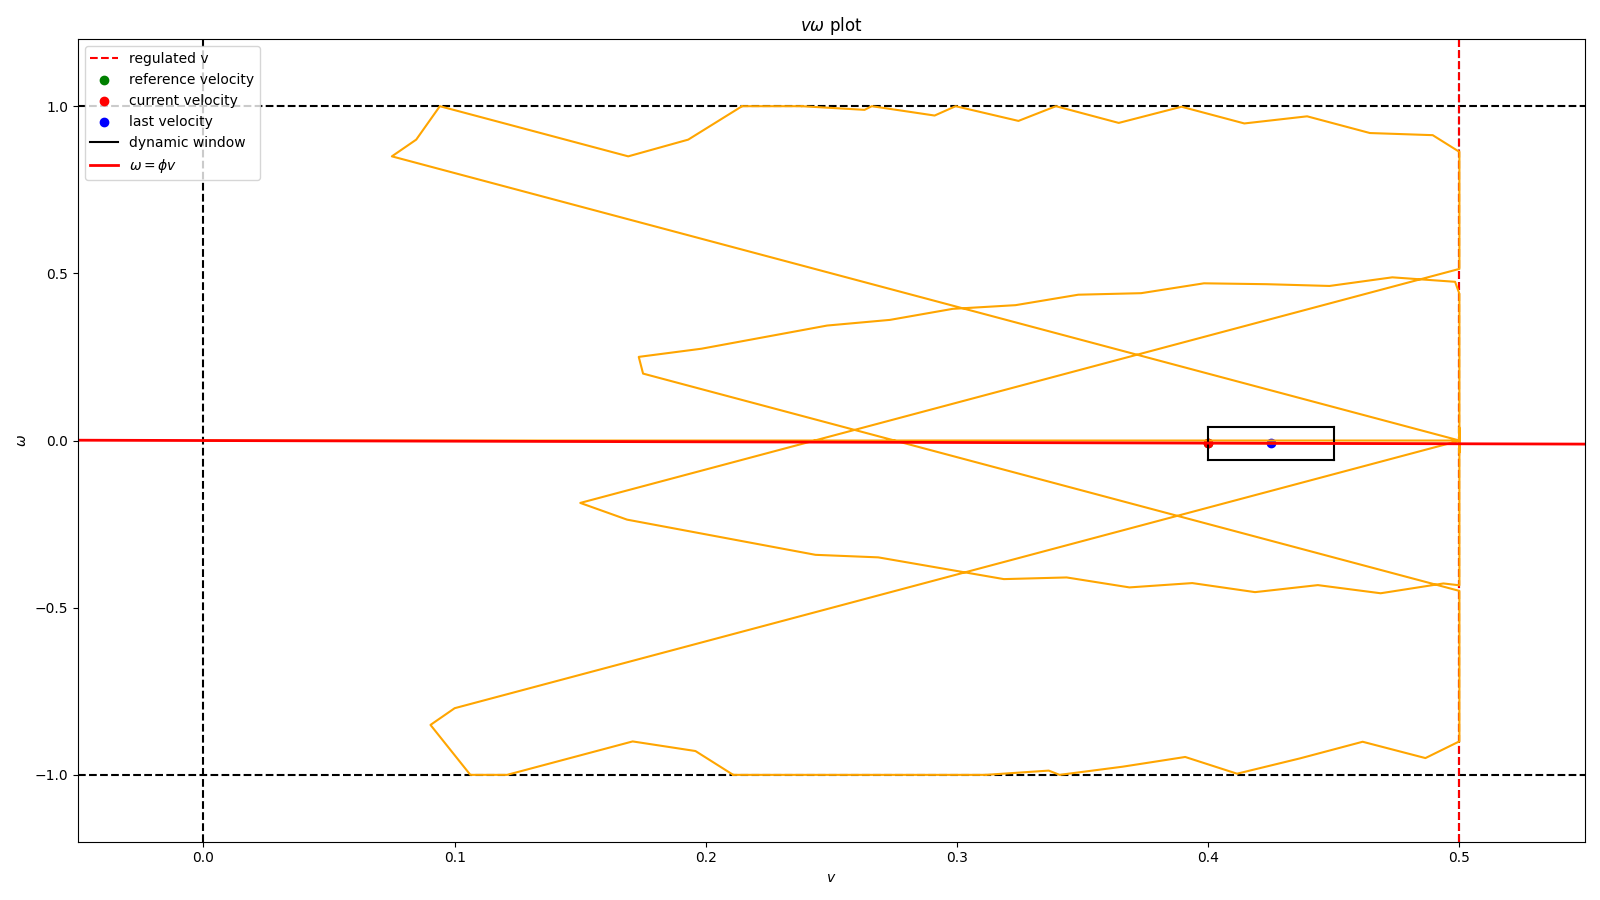 vω plot
regulated v
reference velocity
current velocity
last velocity
dynamic window
ω = ϕv
1.0
0.5
0.0
−0.5
−1.0
ω
0.0 0.1 0.2 0.3 0.4 0.5
v